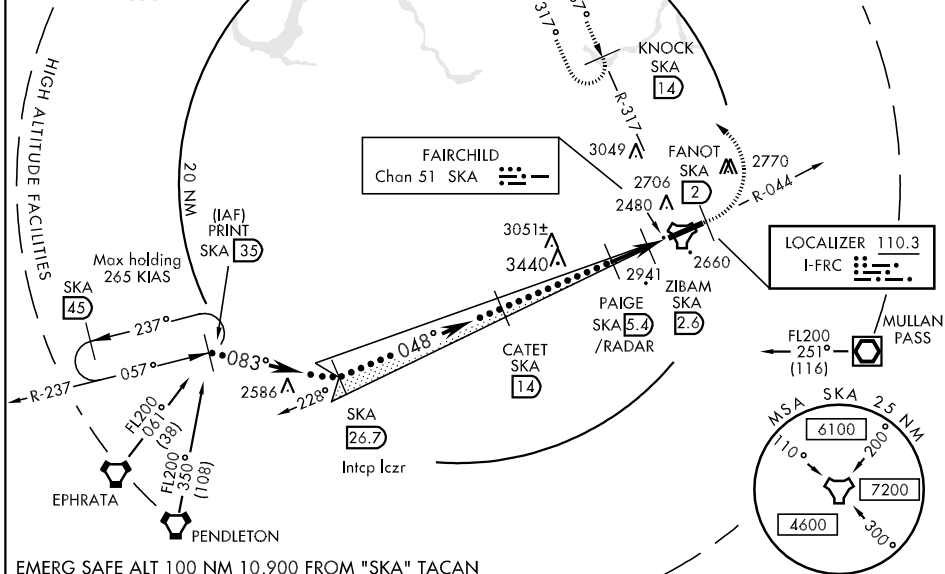 317°
KNOCK
SKA
14
R-317
HIGH ALTITUDE FACILITIES
20 NM
3049
FANOT
SKA
2
2770
R-044
FAIRCHILD
Chan 51 SKA
2706
2480
(IAF)
PRINT
SKA 35
Max holding
265 KIAS
SKA
45
3051±
3440
2941
2660
LOCALIZER 110.3
I-FRC
PAIGE
SKA 5.4
/RADAR
ZIBAM
SKA
2.6
237°
057°
R-237
083°
048°
228°
2586
CATET
SKA
14
SKA
26.7
Intcp lczr
MULLAN
PASS
FL200
251°
(116)
FL200
061°
(38)
FL200
350°
(108)
EPHRATA
PENDLETON
MSA SKA 25 NM
6100
110°
200°
7200
4600
300°
EMERG SAFE ALT 100 NM 10,900 FROM "SKA" TACAN